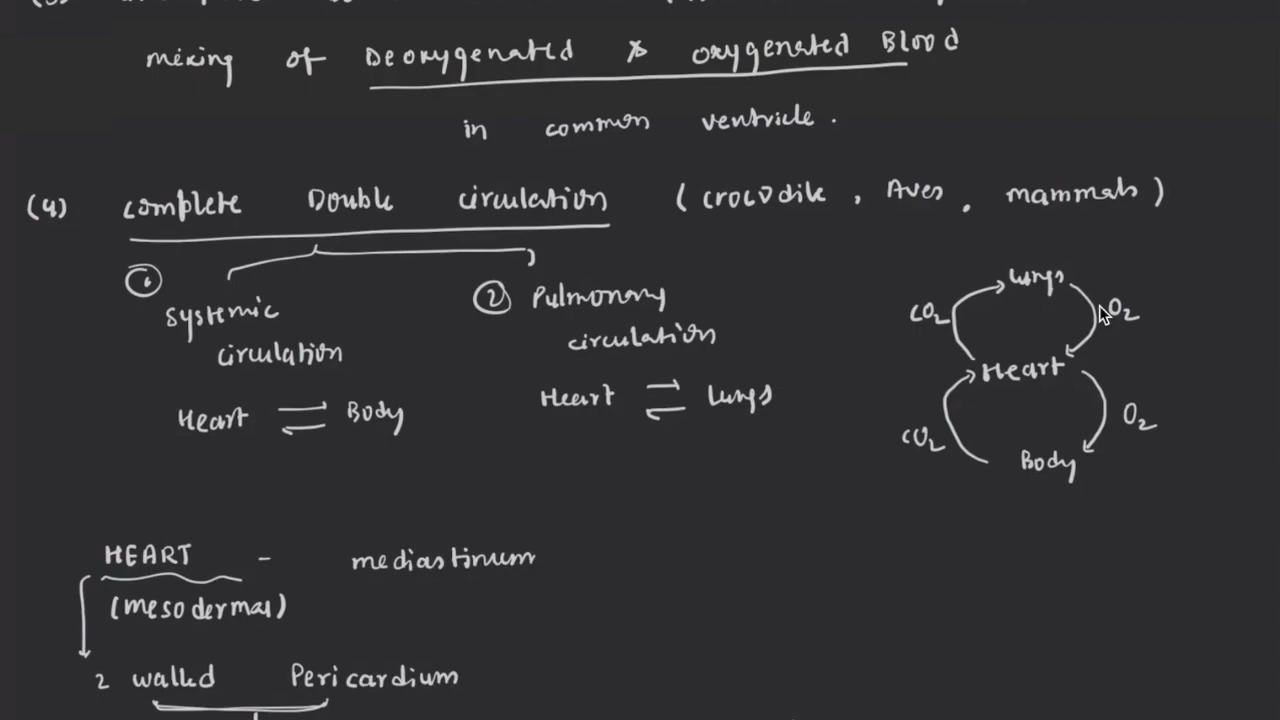 mixing of Deoxygenated & oxygenated Blood
in common ventricle.
(4) complete Double circulation (crocodile, Aves, mammals)
① Systemic circulation
Heart ⇌ Body
② Pulmonary circulation
Heart ⇌ Lungs
Lungs
CO2 O2
Heart
CO2 O2
Body
HEART - mediastinum
(mesodermal)
2 walled Pericardium